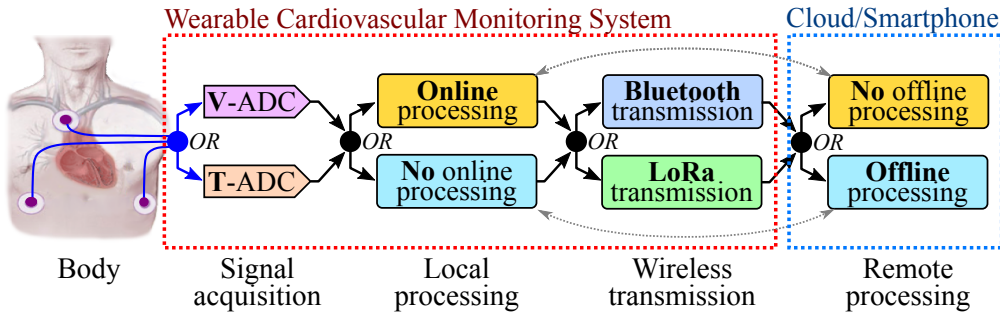 Wearable Cardiovascular Monitoring System
Cloud/Smartphone
V-ADC
OR
T-ADC
Online
processing
OR
No online
processing
Bluetooth
transmission
OR
LoRa
transmission
No offline
processing
OR
Offline
processing
Body
Signal
acquisition
Local
processing
Wireless
transmission
Remote
processing